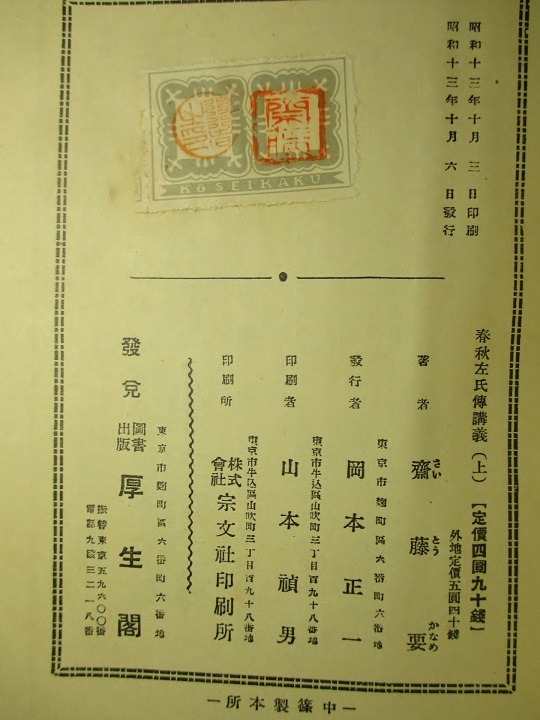 昭和十三年十月 三 日印刷
昭和十三年十月 六 日發行
KŌSEIKAKU
春秋左氏傳講義（上）
【定價四圓九十錢】
外地定價五圓四十錢
著者
齋藤要
さい とう かなめ
東京市麹町區六番町六番地
發行者
岡本正一
東京市牛込區山吹町三丁目百九十八番地
印刷者
山本禎男
東京市牛込區山吹町三丁目百九十八番地
印刷所
株式會社 宗文社印刷所
東京市麹町區六番町六番地
發兌
圖書出版 厚生閣
振替東京五九六〇〇番
電話九段三二一八番
―中篠製本所―